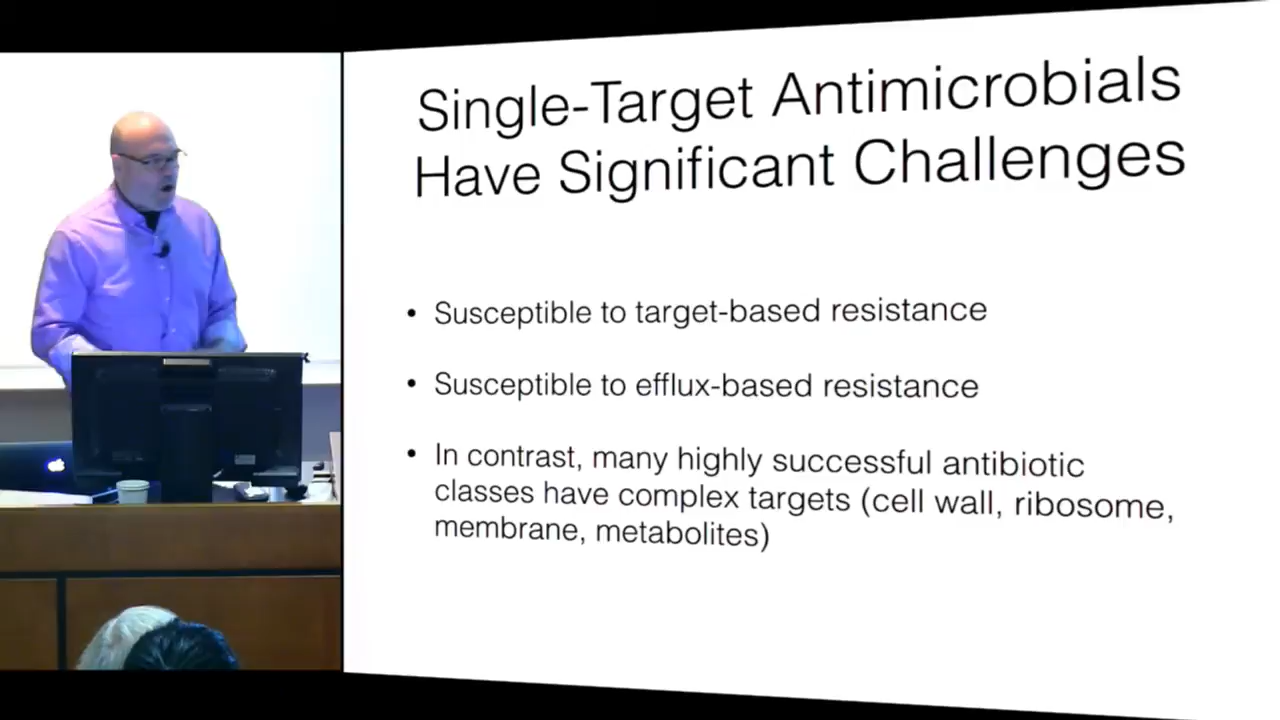 Single-Target Antimicrobials
Have Significant Challenges
• Susceptible to target-based resistance
• Susceptible to efflux-based resistance
• In contrast, many highly successful antibiotic
classes have complex targets (cell wall, ribosome,
membrane, metabolites)